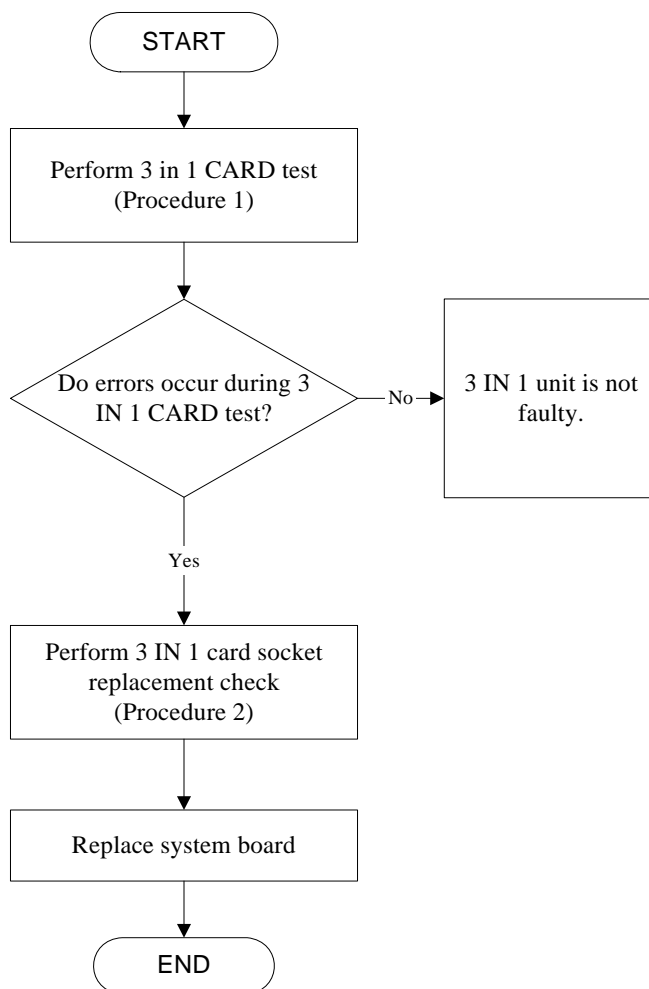 START
Perform 3 in 1 CARD test
(Procedure 1)
Do errors occur during 3
IN 1 CARD test?
No
3 IN 1 unit is not
faulty.
Yes
Perform 3 IN 1 card socket
replacement check
(Procedure 2)
Replace system board
END